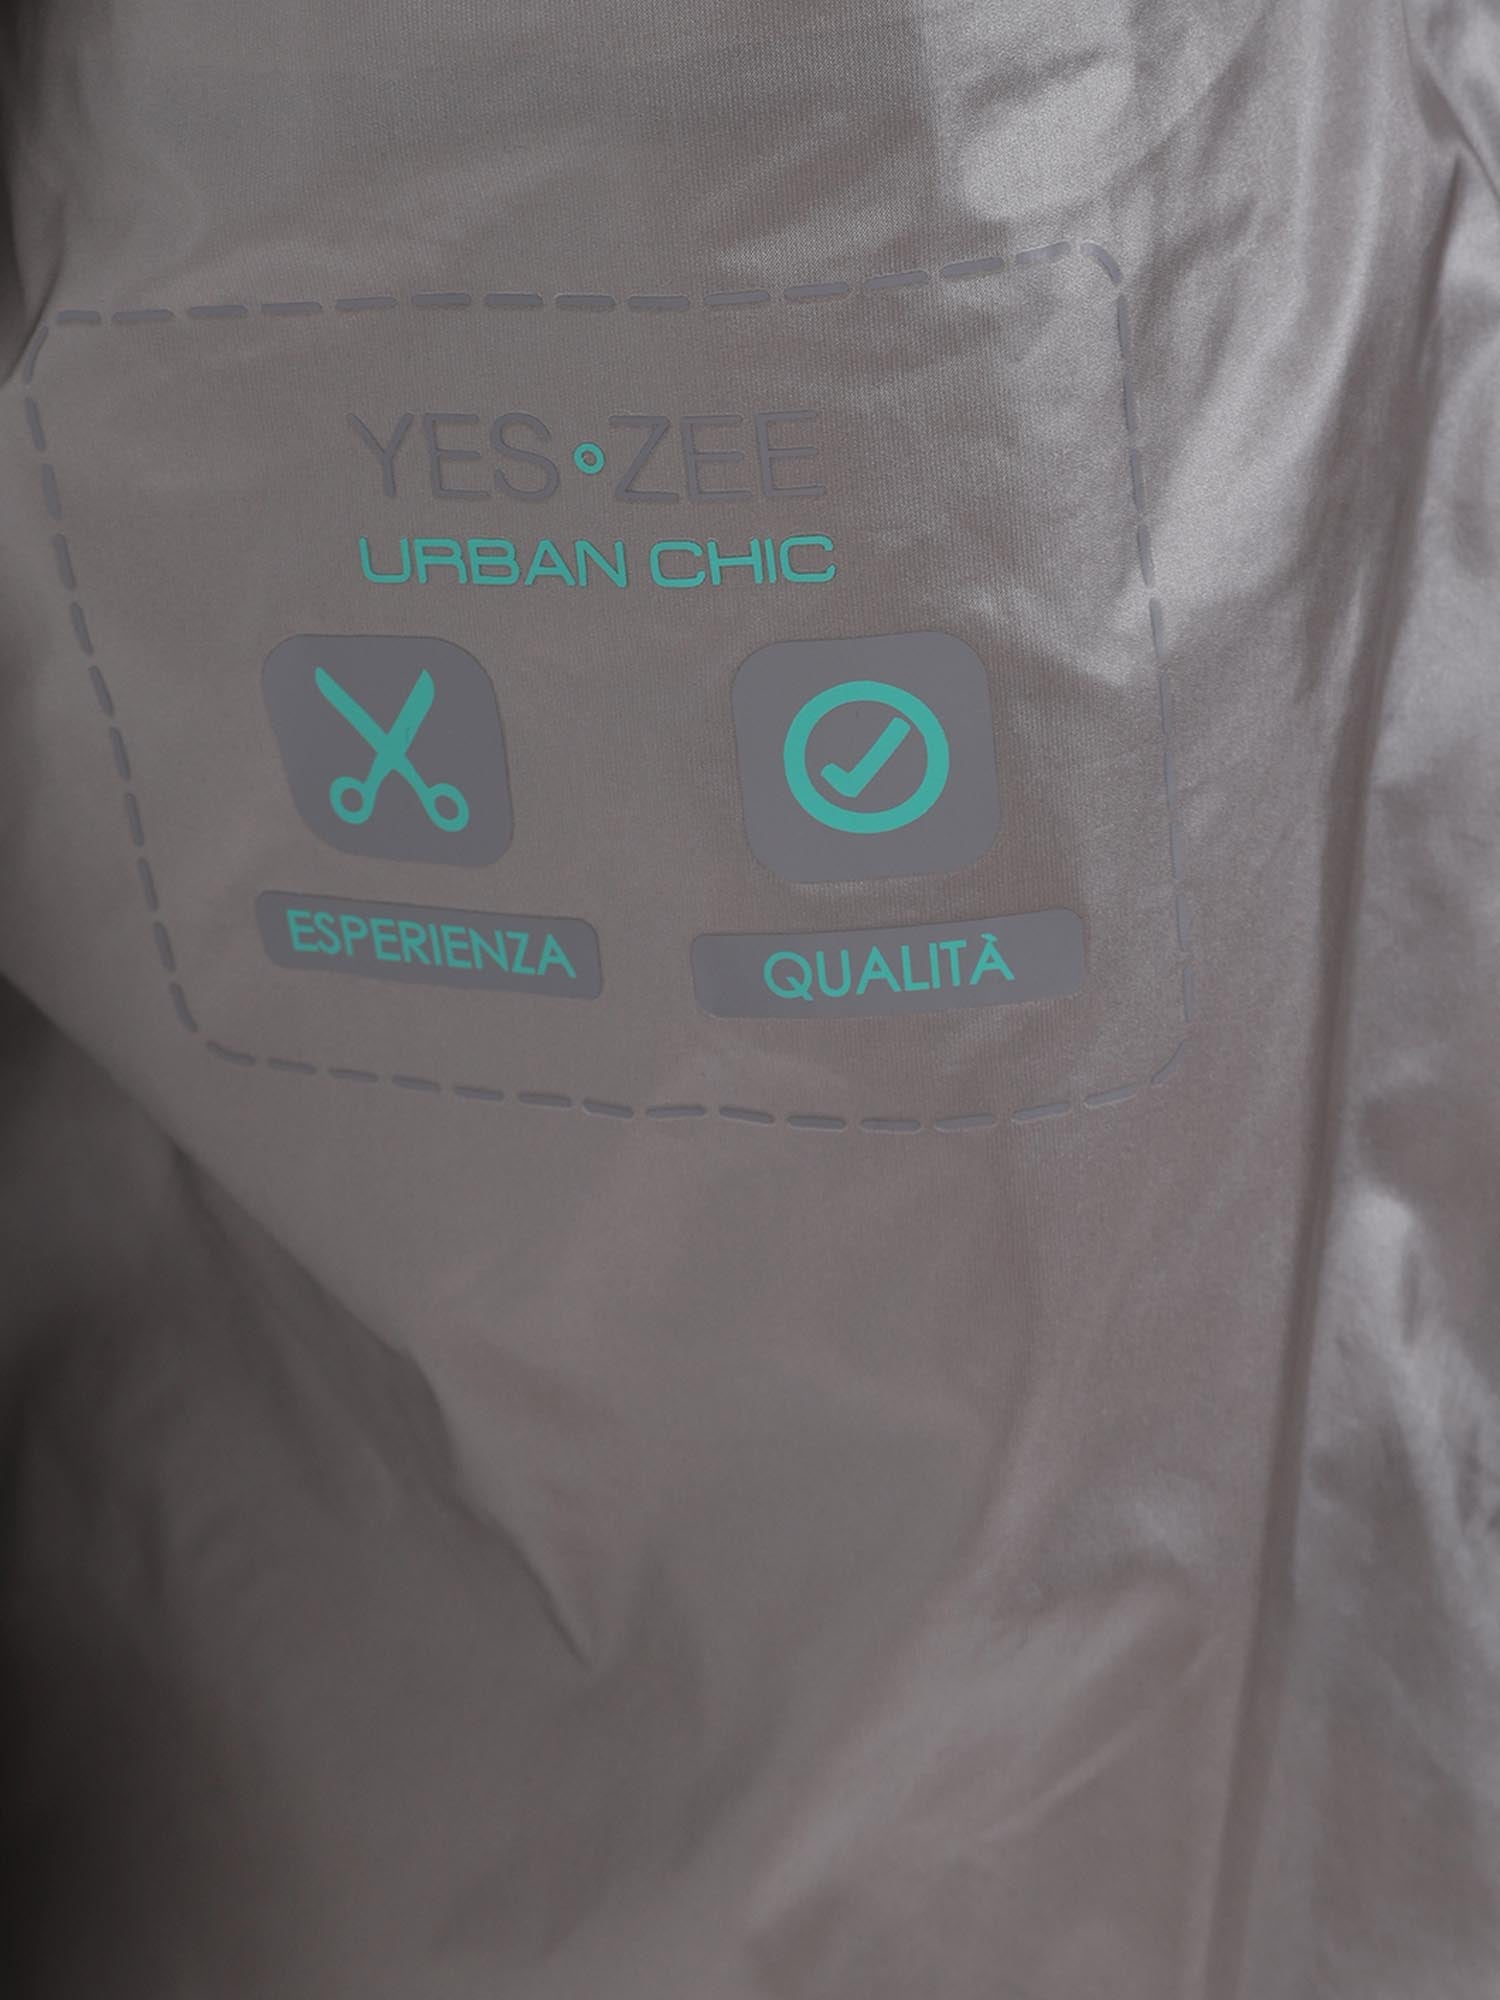 YES•ZEE
URBAN CHIC
ESPERIENZA
QUALITÀ